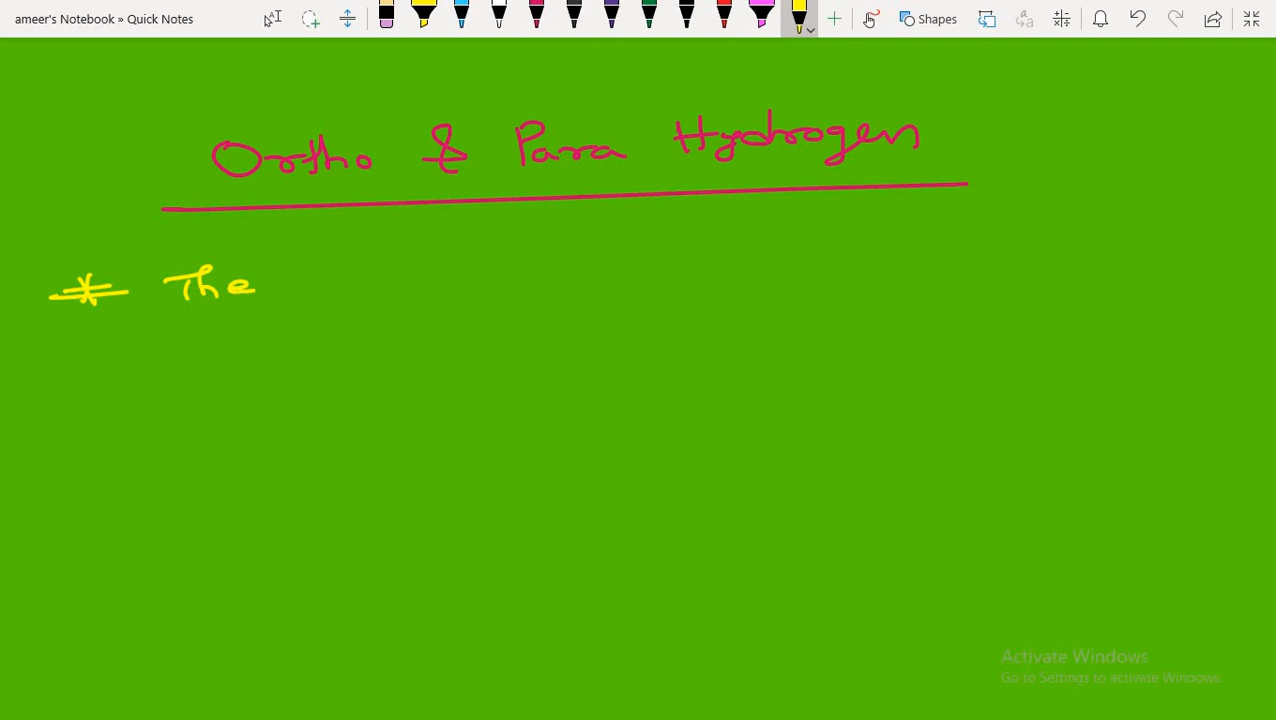 ameer's Notebook » Quick Notes
Shapes
Ortho & Para Hydrogen
* The
Activate Windows
Go to Settings to activate Windows.